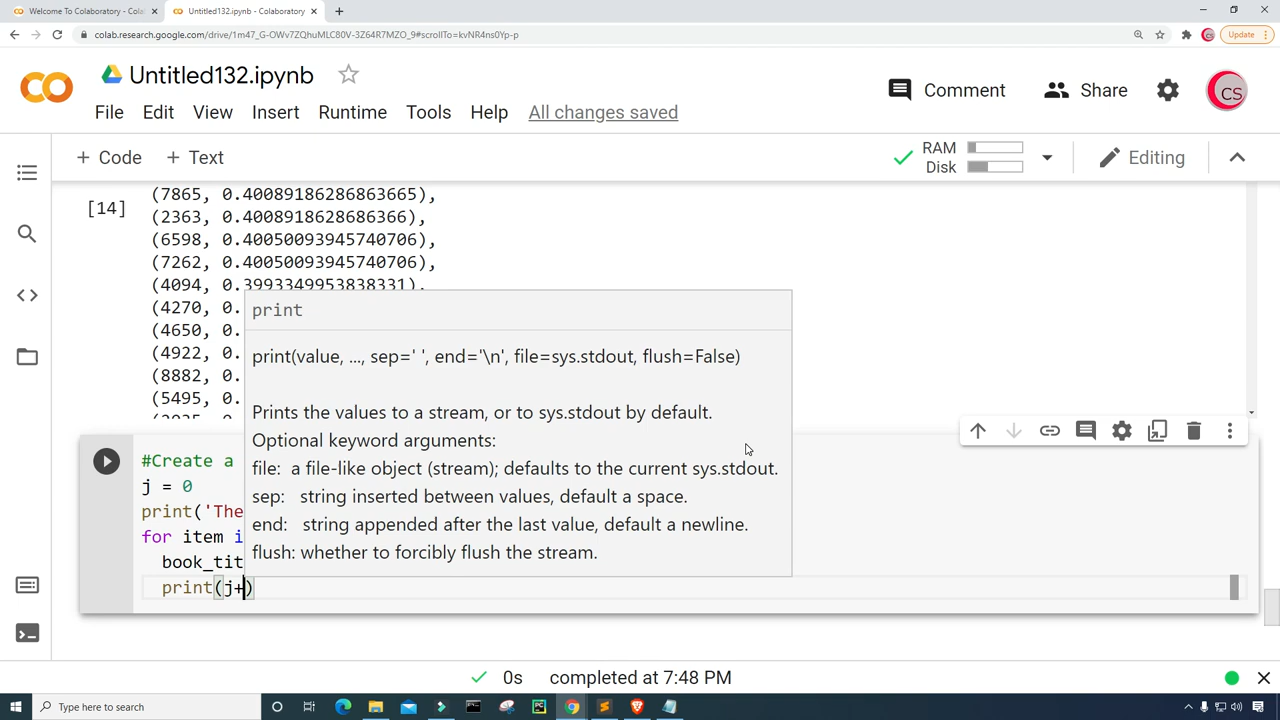 Welcome To Colaboratory - Colal
Untitled132.ipynb - Colaboratory
colab.research.google.com/drive/1m47_G-OWv7ZQhuMLC80V-3Z64R7MZO_9#scrollTo=kvNR4ns0Yp-p
Update
Untitled132.ipynb
Comment
Share
CS
File Edit View Insert Runtime Tools Help All changes saved
+ Code + Text
RAM
Disk
Editing
[14]
(7865, 0.40089186286863665),
(2363, 0.4008918628686366),
(6598, 0.40050093945740706),
(7262, 0.40050093945740706),
(4094, 0.3993349953838331),
(4270, 0.
(4650, 0.
(4922, 0.
(8882, 0.
(5495, 0.
print
print(value, ..., sep=' ', end='\n', file=sys.stdout, flush=False)
Prints the values to a stream, or to sys.stdout by default.
Optional keyword arguments:
file: a file-like object (stream); defaults to the current sys.stdout.
sep: string inserted between values, default a space.
end: string appended after the last value, default a newline.
flush: whether to forcibly flush the stream.
#Create a
j = 0
print('The
for item i
book_tit
print(j+)
0s completed at 7:48 PM
Type here to search